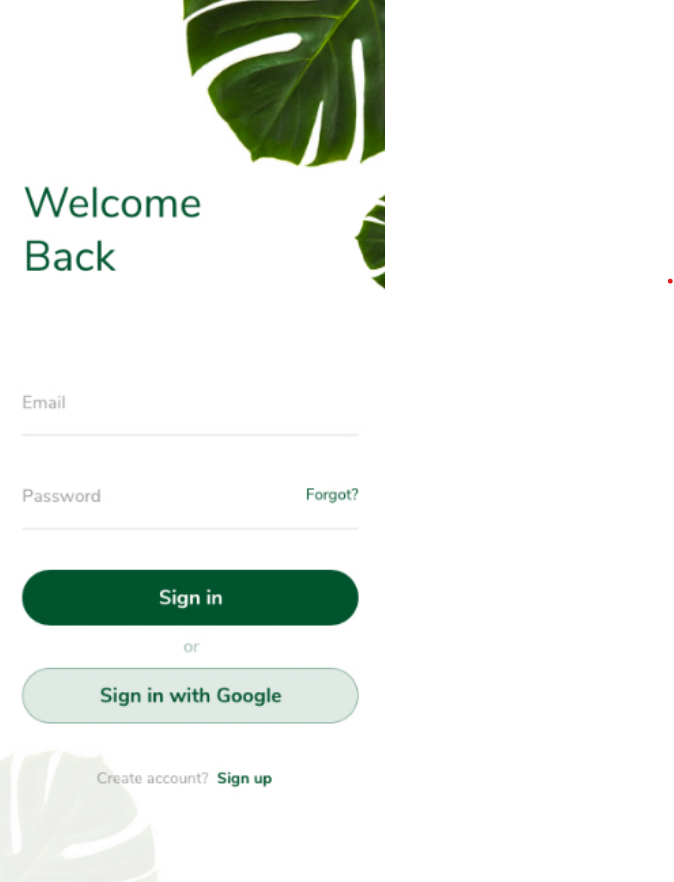 Welcome
Back
Email
Password Forgot?
Sign in
or
Sign in with Google
Create account? Sign up